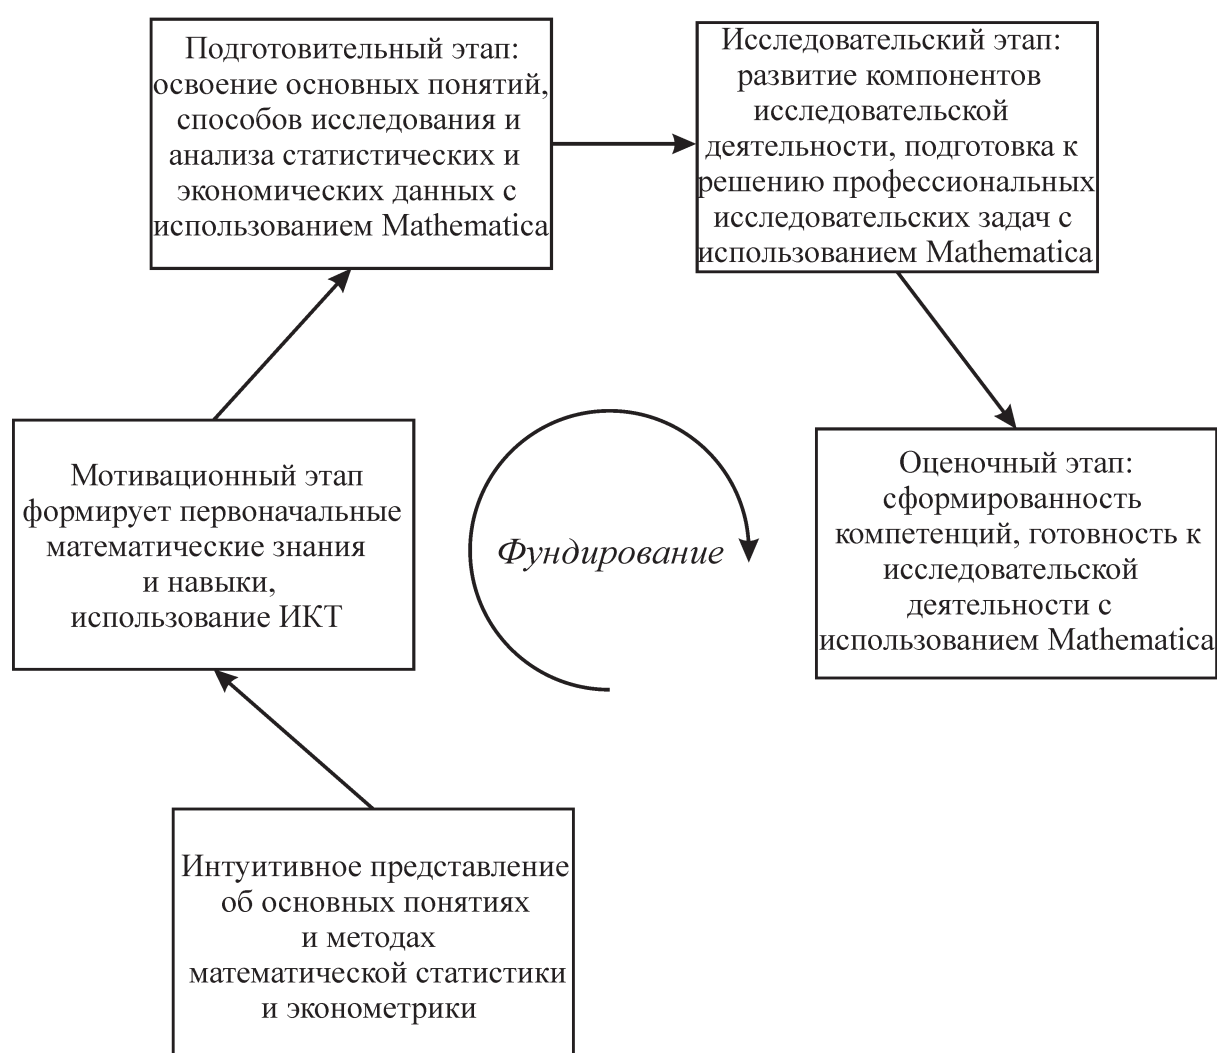 Подготовительный этап:
освоение основных понятий,
способов исследования и
анализа статистических и
экономических данных с
использованием Mathematica
Исследовательский этап:
развитие компонентов
исследовательской
деятельности, подготовка к
решению профессиональных
исследовательских задач с
использованием Mathematica
Мотивационный этап
формирует первоначальные
математические знания
и навыки,
использование ИКТ
Фундирование
Оценочный этап:
сформированность
компетенций, готовность к
исследовательской
деятельности с
использованием Mathematica
Интуитивное представление
об основных понятиях
и методах
математической статистики
и эконометрики